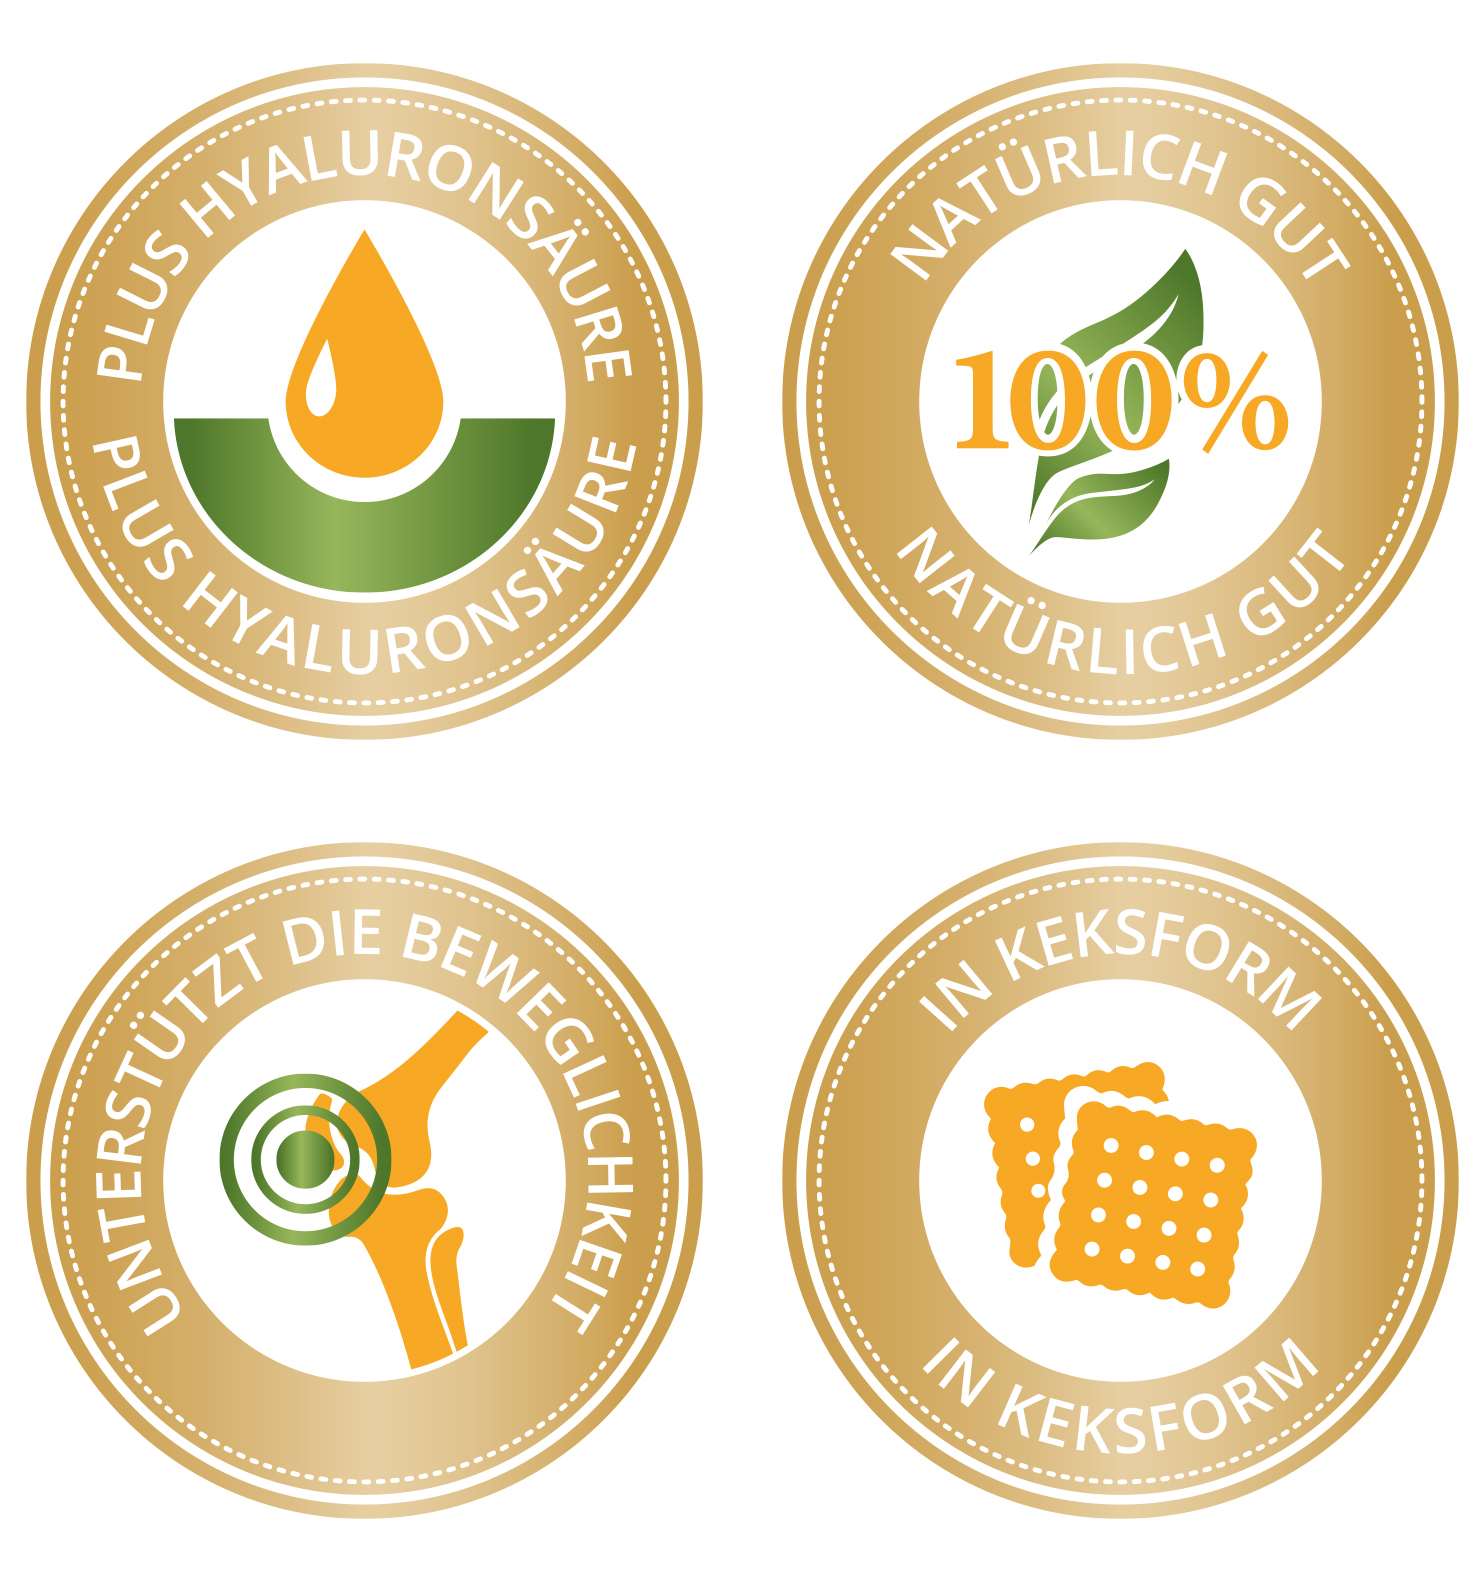 PLUS HYALURONSÄURE
PLUS HYALURONSÄURE
NATÜRLICH GUT
100%
NATÜRLICH GUT
UNTERSTÜTZT DIE BEWEGLICHKEIT
IN KEKSFORM
IN KEKSFORM